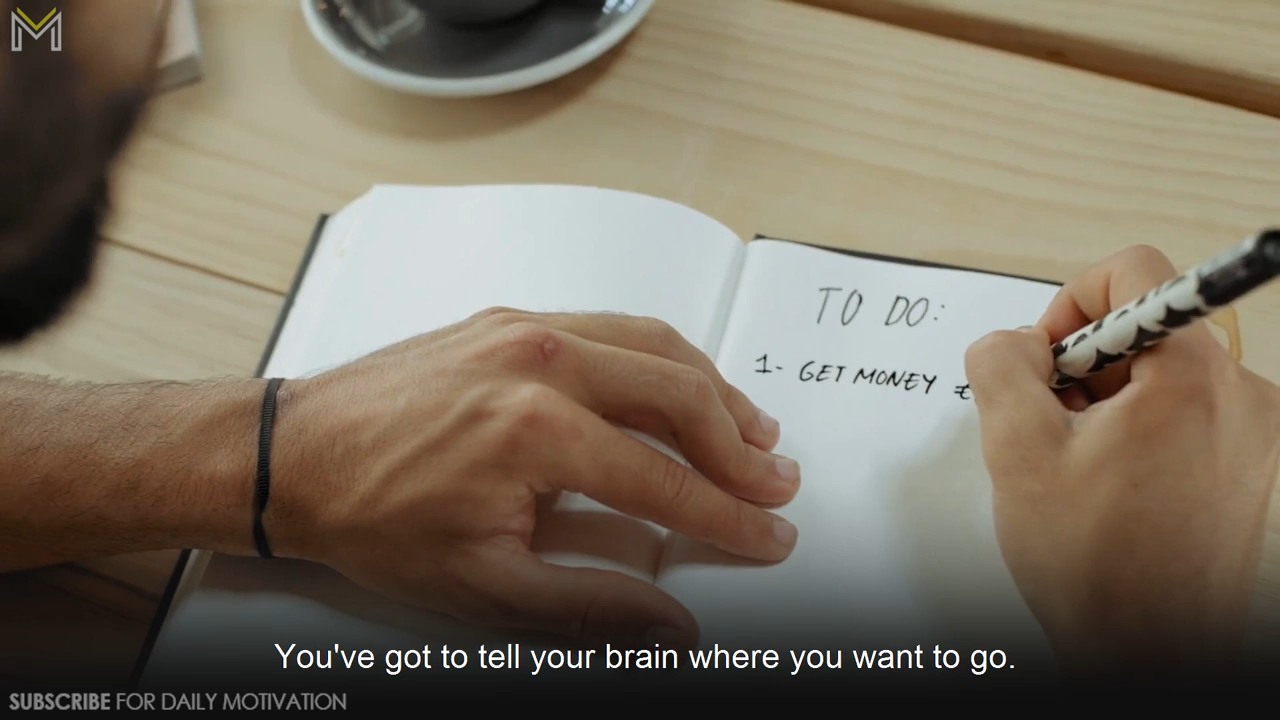 M
TO DO:
1- GET MONEY
You've got to tell your brain where you want to go.
SUBSCRIBE FOR DAILY MOTIVATION